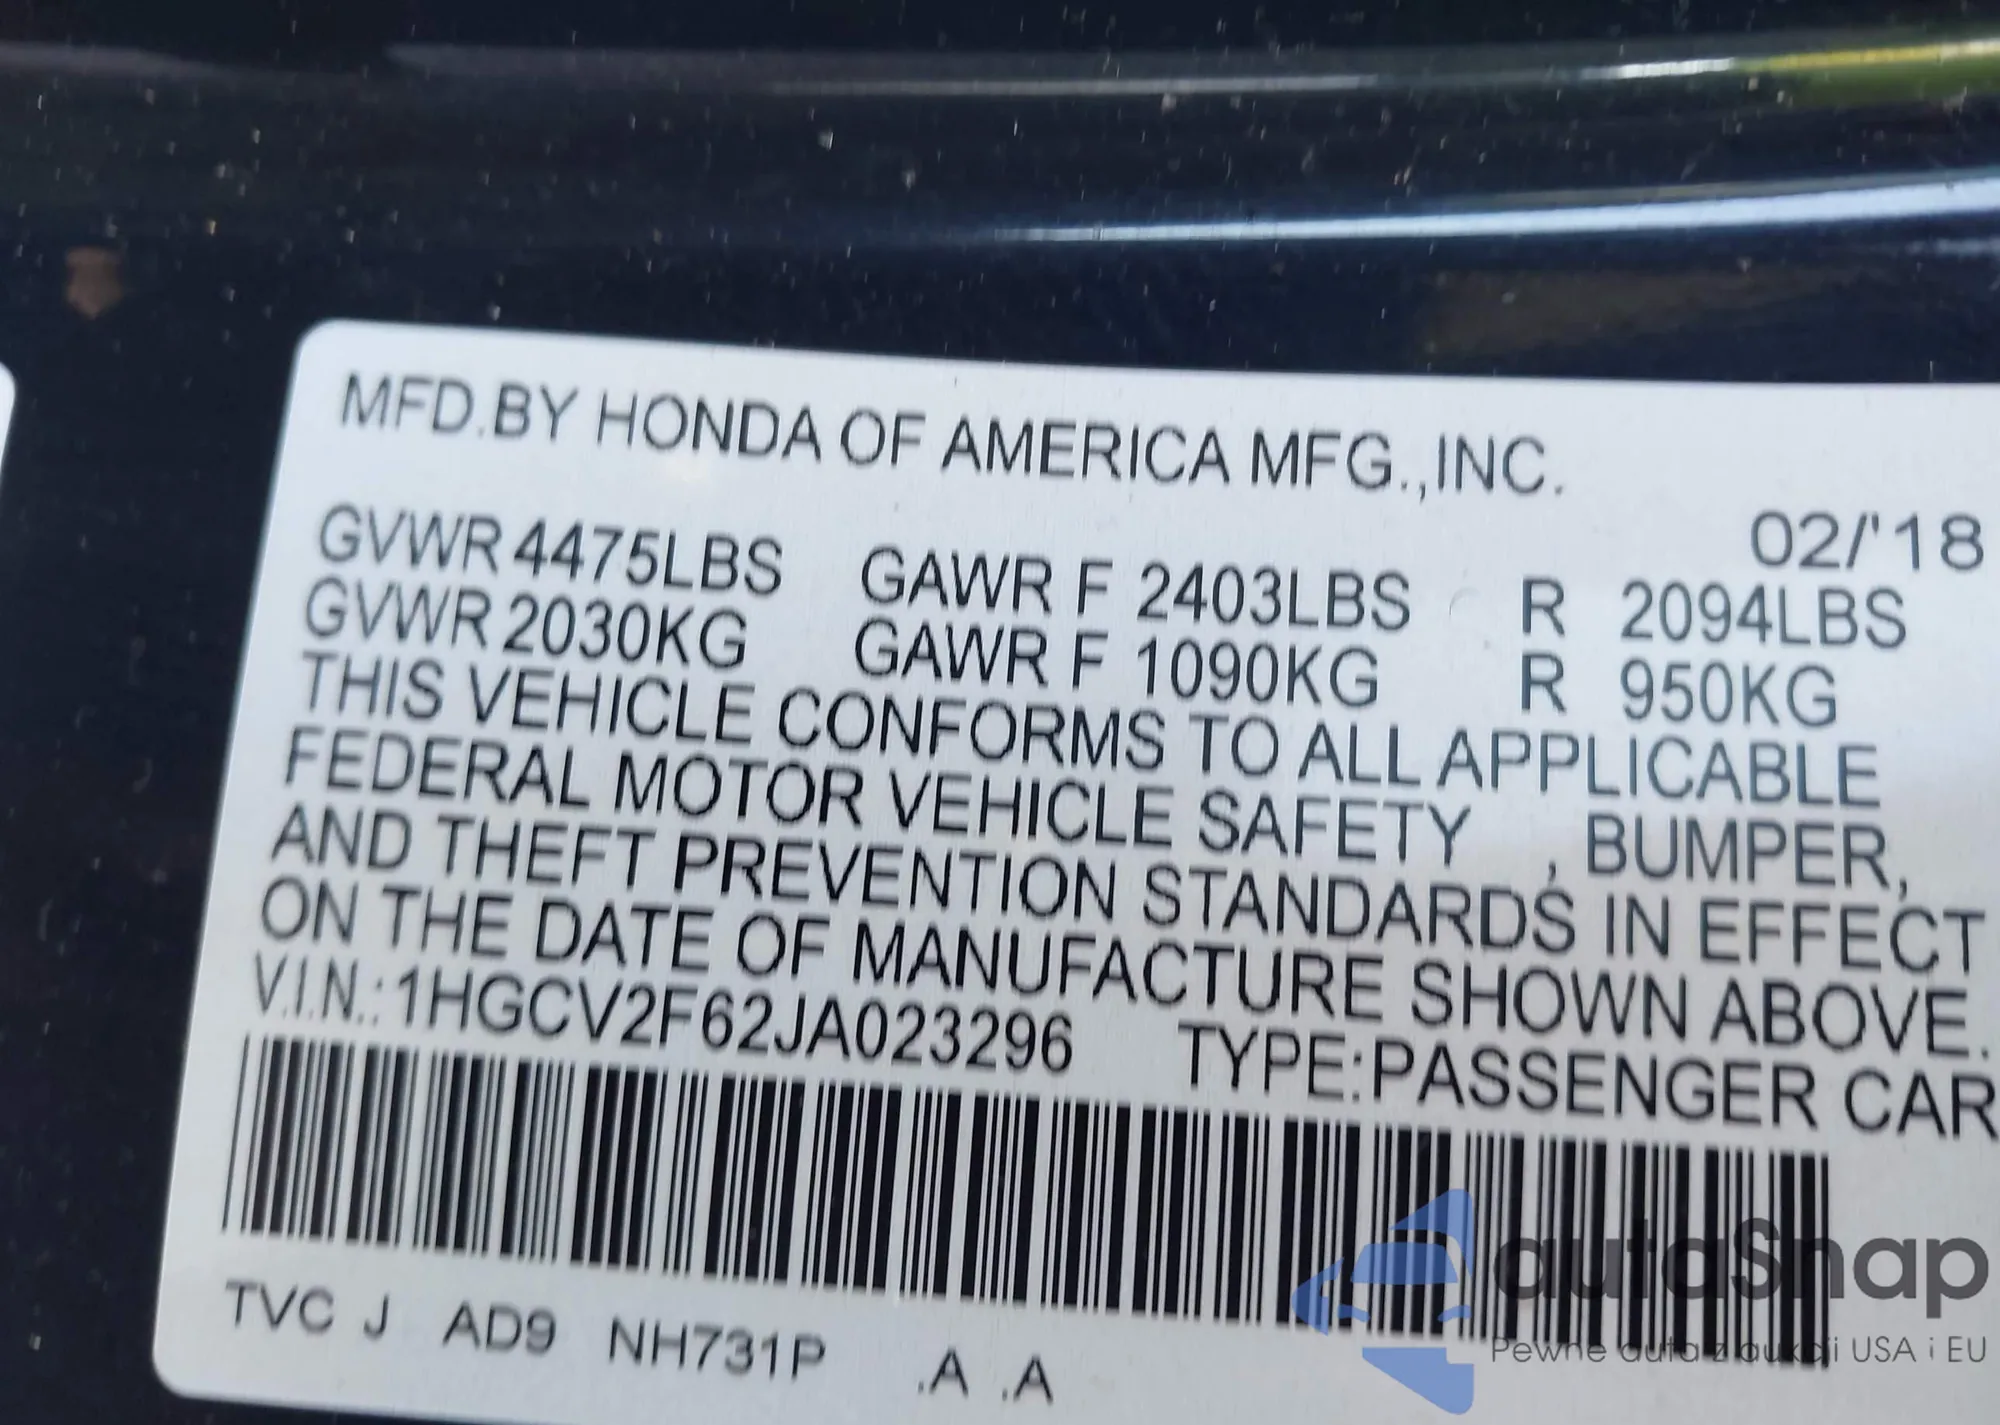 MFD.BY HONDA OF AMERICA MFG.,INC.
02/'18
GVWR 4475LBS GAWR F 2403LBS R 2094LBS
GVWR 2030KG GAWR F 1090KG R 950KG
THIS VEHICLE CONFORMS TO ALL APPLICABLE
FEDERAL MOTOR VEHICLE SAFETY , BUMPER,
AND THEFT PREVENTION STANDARDS IN EFFECT
ON THE DATE OF MANUFACTURE SHOWN ABOVE.
V.I.N.:1HGCV2F62JA023296 TYPE:PASSENGER CAR
TVC J AD9 NH731P .A .A
autaSnap
Pewne auta z aukcji USA i EU